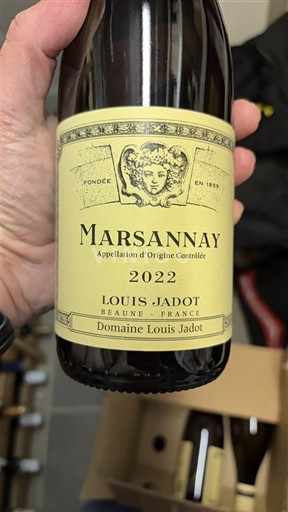 FONDÉE EN 1859
MARSANNAY
Appellation d'Origine Contrôlée
2022
LOUIS JADOT
BEAUNE - FRANCE
Domaine Louis Jadot